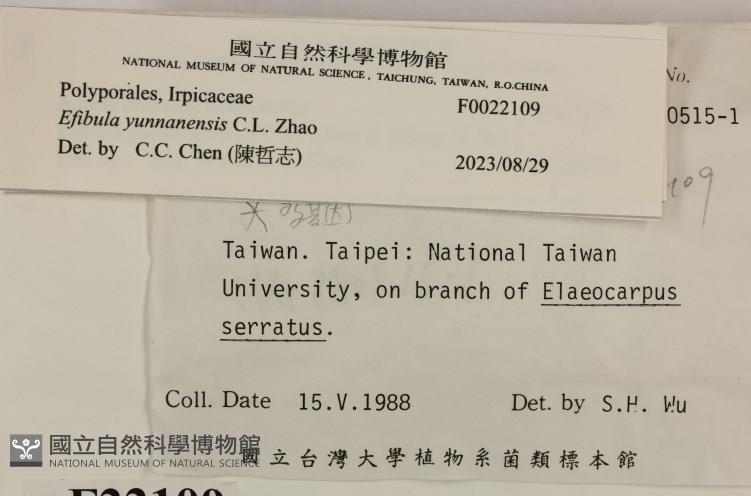 國立自然科學博物館
NATIONAL MUSEUM OF NATURAL SCIENCE, TAICHUNG, TAIWAN, R.O.CHINA
Polyporales, Irpicaceae F0022109
Efibula yunnanensis C.L. Zhao
Det. by C.C. Chen (陳哲志) 2023/08/29
No.
0515-1
109
Taiwan. Taipei: National Taiwan
University, on branch of Elaeocarpus
serratus.
Coll. Date 15.V.1988 Det. by S.H. Wu
國立自然科學博物館
NATIONAL MUSEUM OF NATURAL SCIENCE
國立台灣大學植物系菌類標本館
F22109